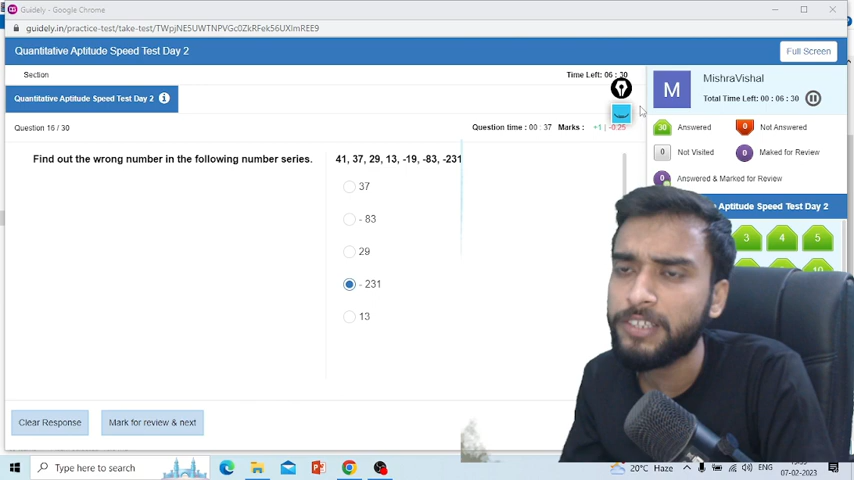 Guidely - Google Chrome
guidely.in/practice-test/take-test/TWpjNE5UWTNPVGc0ZkRFek56UXlmREE9
Quantitative Aptitude Speed Test Day 2
Full Screen
Section
Time Left: 06 : 30
MishraVishal
M
Total Time Left: 00 : 06 : 30
Quantitative Aptitude Speed Test Day 2
Question 16 / 30
Question time : 00 : 37
Marks :
+1 | -0.25
30 Answered
0 Not Answered
0 Not Visited
0 Maked for Review
0 Answered & Marked for Review
Find out the wrong number in the following number series.
41, 37, 29, 13, -19, -83, -231
37
- 83
29
- 231
13
e Aptitude Speed Test Day 2
3
4
5
10
Clear Response
Mark for review & next
Type here to search
20°C Haze
ENG
07-02-2023